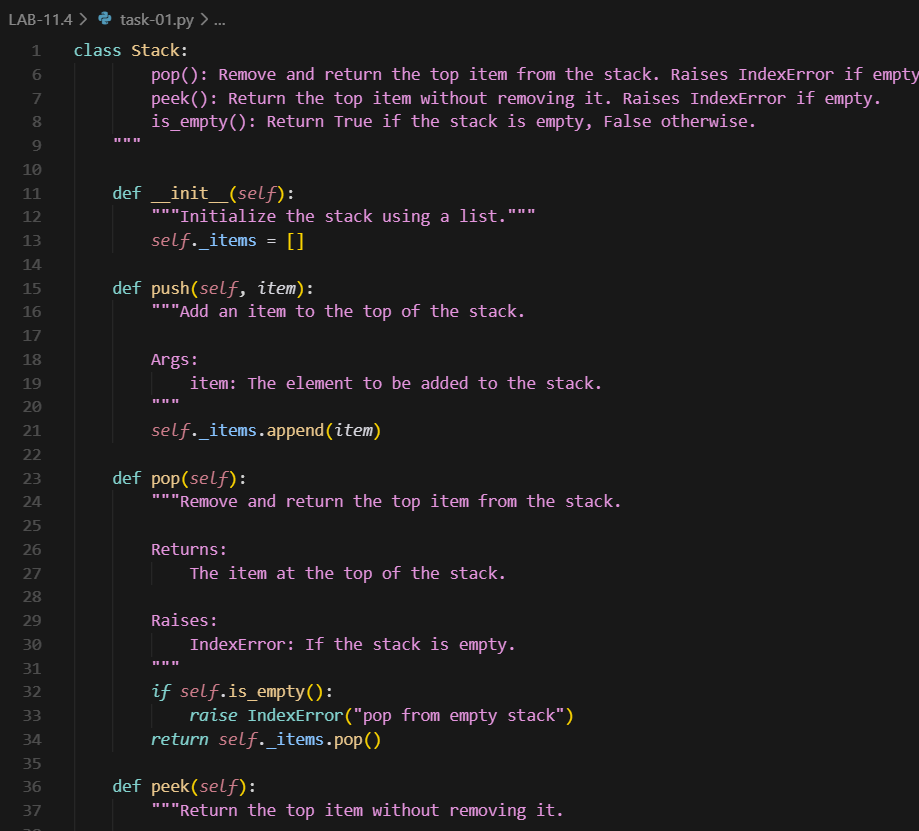 LAB-11.4 > task-01.py > ...
1 class Stack:
6 pop(): Remove and return the top item from the stack. Raises IndexError if empty
7 peek(): Return the top item without removing it. Raises IndexError if empty.
8 is_empty(): Return True if the stack is empty, False otherwise.
9 """
10
11 def __init__(self):
12 """Initialize the stack using a list."""
13 self._items = []
14
15 def push(self, item):
16 """Add an item to the top of the stack.
17
18 Args:
19 item: The element to be added to the stack.
20 """
21 self._items.append(item)
22
23 def pop(self):
24 """Remove and return the top item from the stack.
25
26 Returns:
27 The item at the top of the stack.
28
29 Raises:
30 IndexError: If the stack is empty.
31 """
32 if self.is_empty():
33 raise IndexError("pop from empty stack")
34 return self._items.pop()
35
36 def peek(self):
37 """Return the top item without removing it.